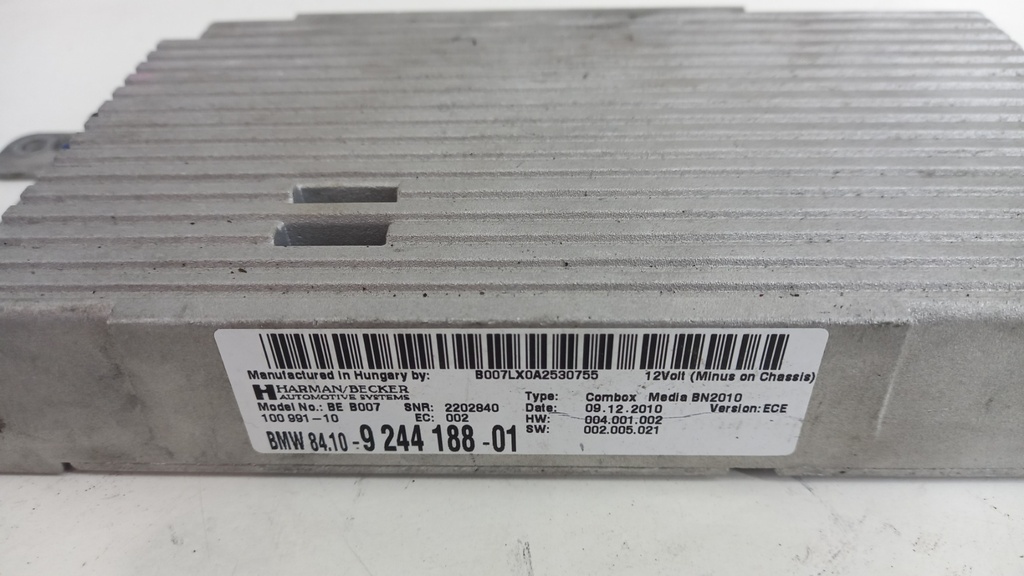 Manufactured in Hungary by: B007LX0A2530755 12Volt (Minus on Chassis)
HARMAN/BECKER
AUTOMOTIVE SYSTEMS
Type: Combox Media BN2010
Model No.: BE B007 SNR: 2202840 Date: 09.12.2010 Version: ECE
100 991-10 EC: 002 HW: 004.001.002
SW: 002.005.021
BMW 84.10 - 9 244 188 - 01